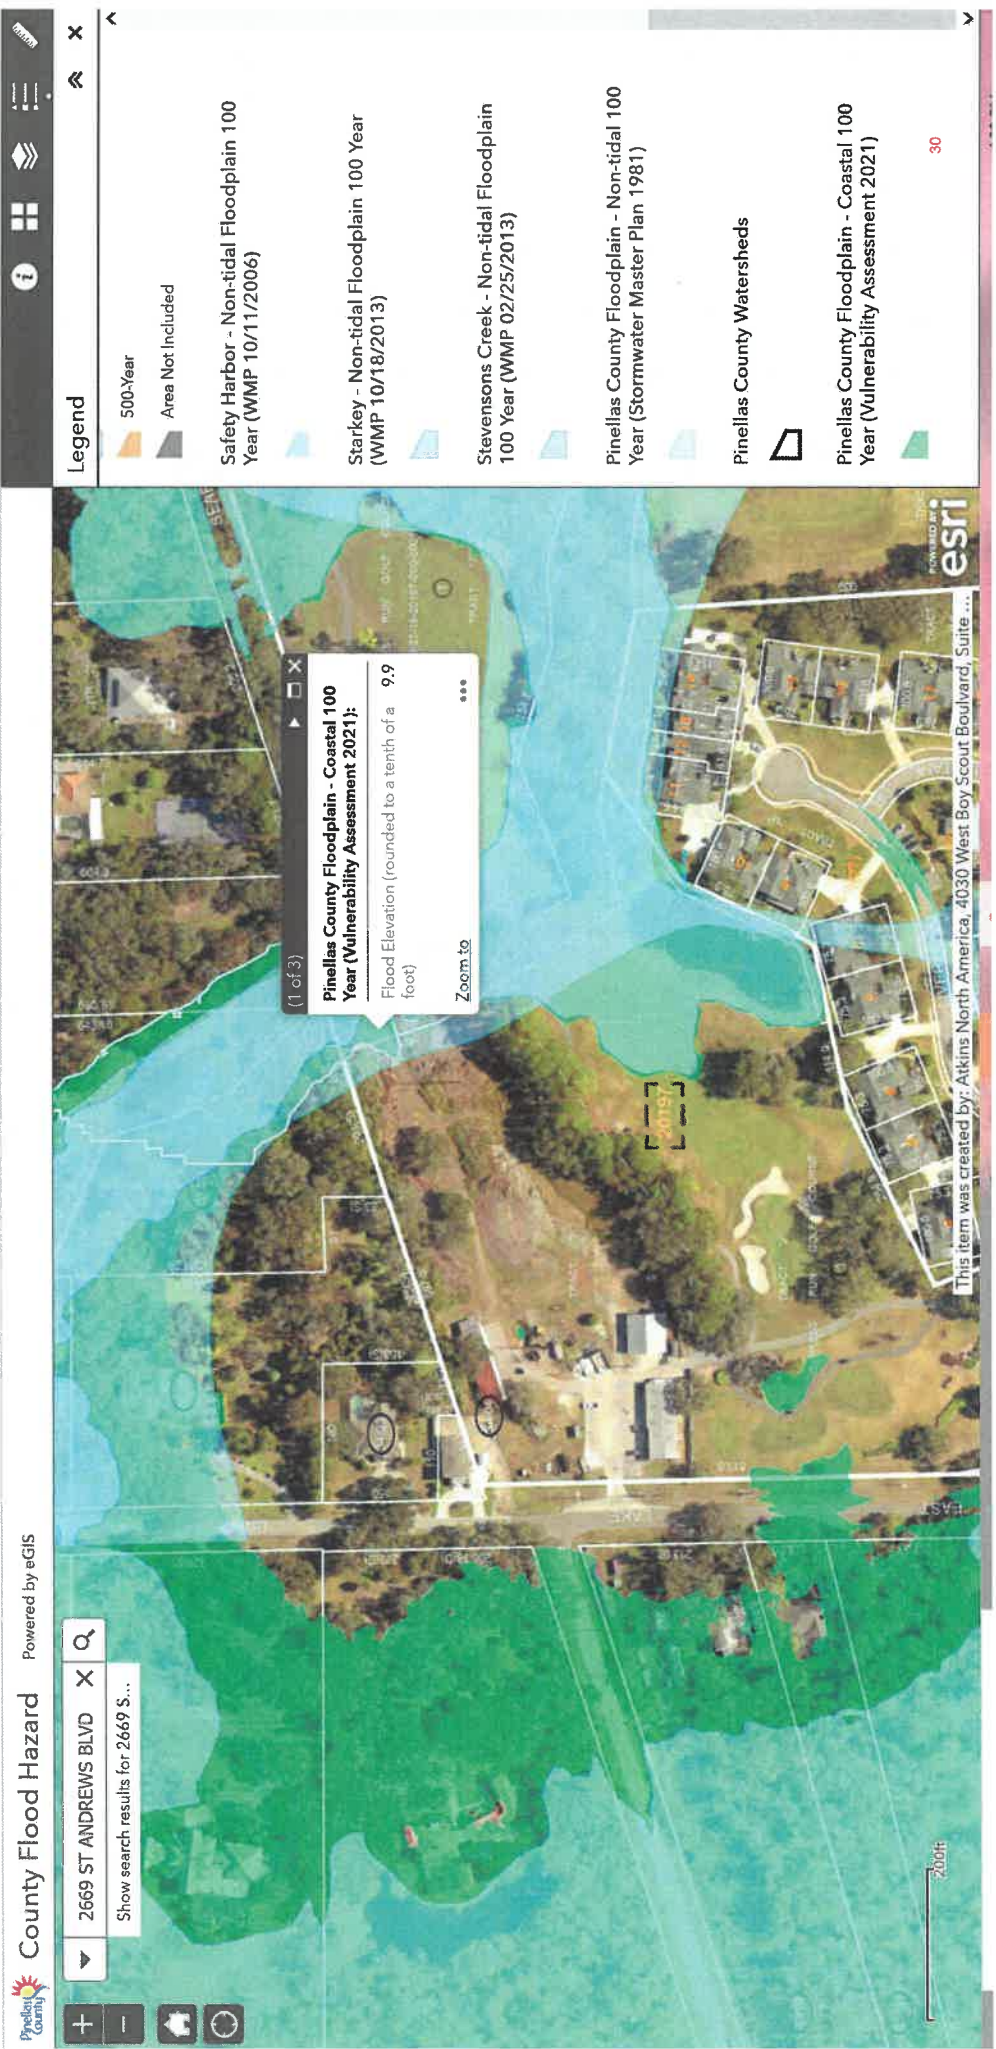 Pinellas County
County Flood Hazard
Powered by eGIS
2669 ST ANDREWS BLVD
Show search results for 2669 S...
(1 of 3)
Pinellas County Floodplain - Coastal 100
Year (Vulnerability Assessment 2021):
Flood Elevation (rounded to a tenth of a
foot)
9.9
Zoom to
LAKE
EAST
TRACT
200ft
This item was created by: Atkins North America, 4030 West Boy Scout Boulvard, Suite ...
POWERED BY
esri
Legend
500-Year
Area Not Included
Safety Harbor - Non-tidal Floodplain 100
Year (WMP 10/11/2006)
Starkey - Non-tidal Floodplain 100 Year
(WMP 10/18/2013)
Stevensons Creek - Non-tidal Floodplain
100 Year (WMP 02/25/2013)
Pinellas County Floodplain - Non-tidal 100
Year (Stormwater Master Plan 1981)
Pinellas County Watersheds
Pinellas County Floodplain - Coastal 100
Year (Vulnerability Assessment 2021)
30